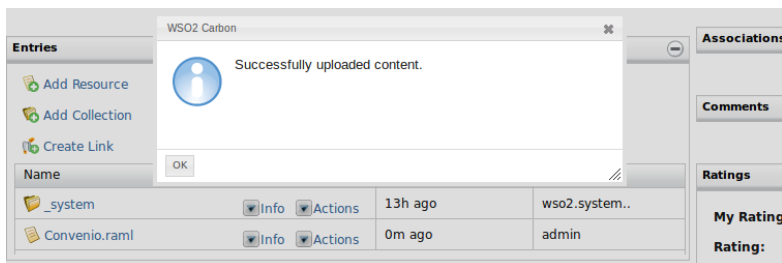 WSO2 Carbon
Successfully uploaded content.
OK
Entries
Add Resource
Add Collection
Create Link
Name
_system Info Actions 13h ago wso2.system..
Convenio.raml Info Actions 0m ago admin
Associations
Comments
Ratings
My Rating
Rating: